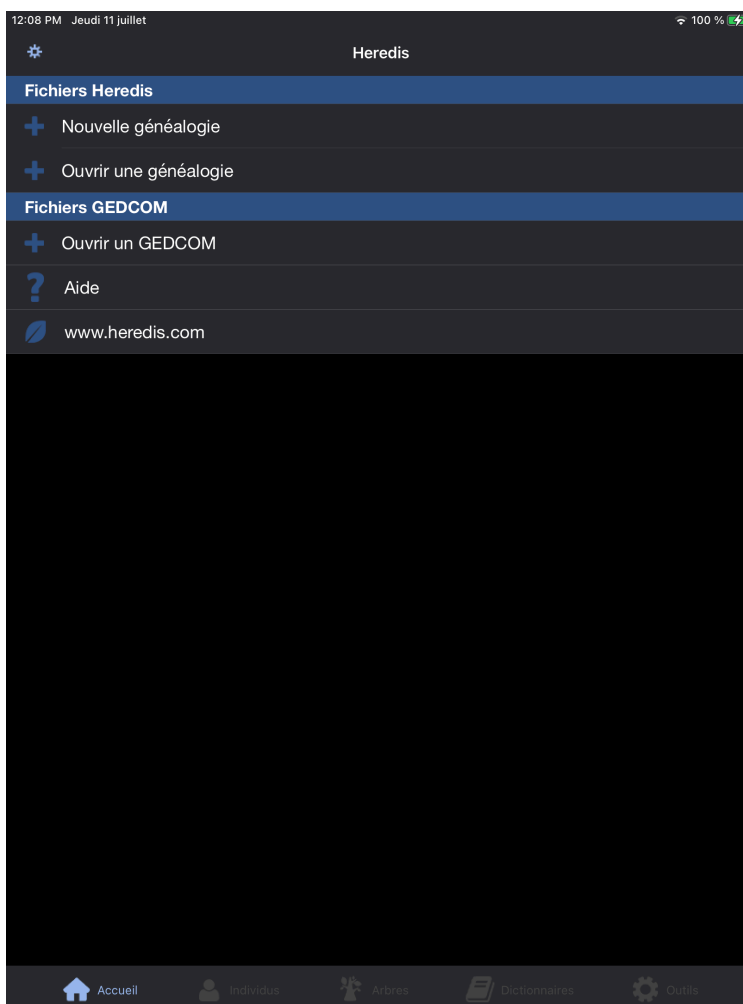 12:08 PM Jeudi 11 juillet 100 %
Heredis
Fichiers Heredis
Nouvelle généalogie
Ouvrir une généalogie
Fichiers GEDCOM
Ouvrir un GEDCOM
Aide
www.heredis.com
Accueil Individus Arbres Dictionnaires Outils